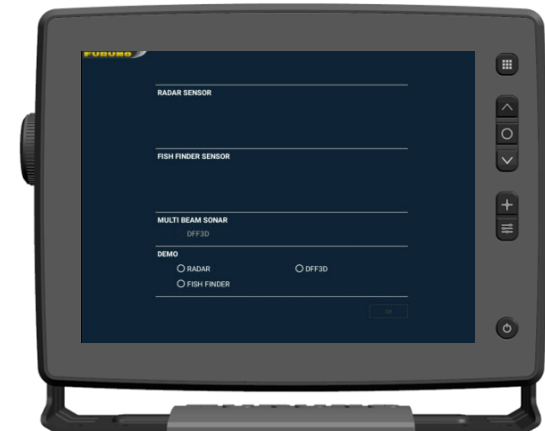 FURUNO
RADAR SENSOR
FISH FINDER SENSOR
MULTI BEAM SONAR
DFF3D
DEMO
RADAR DFF3D
FISH FINDER